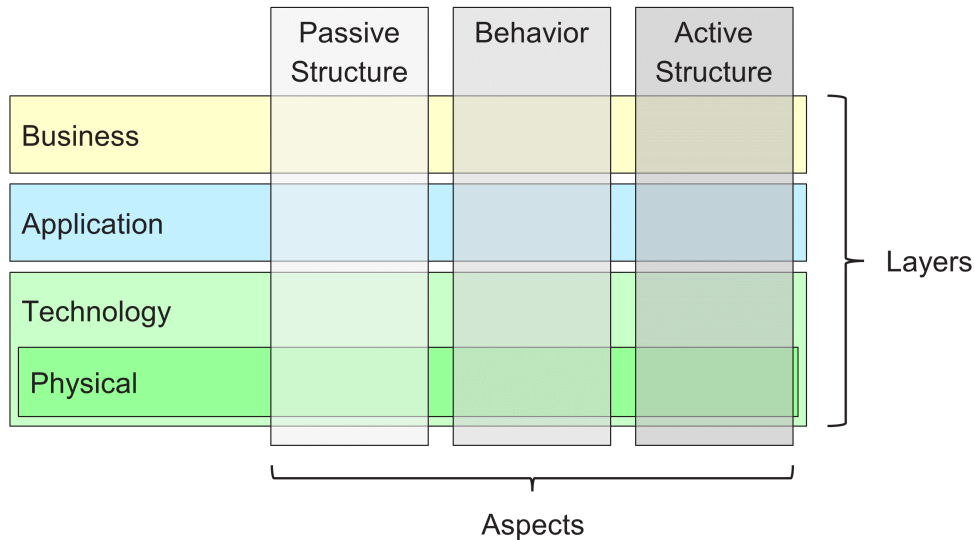 Passive
Structure
Behavior
Active
Structure
Business
Application
Layers
Technology
Physical
Aspects